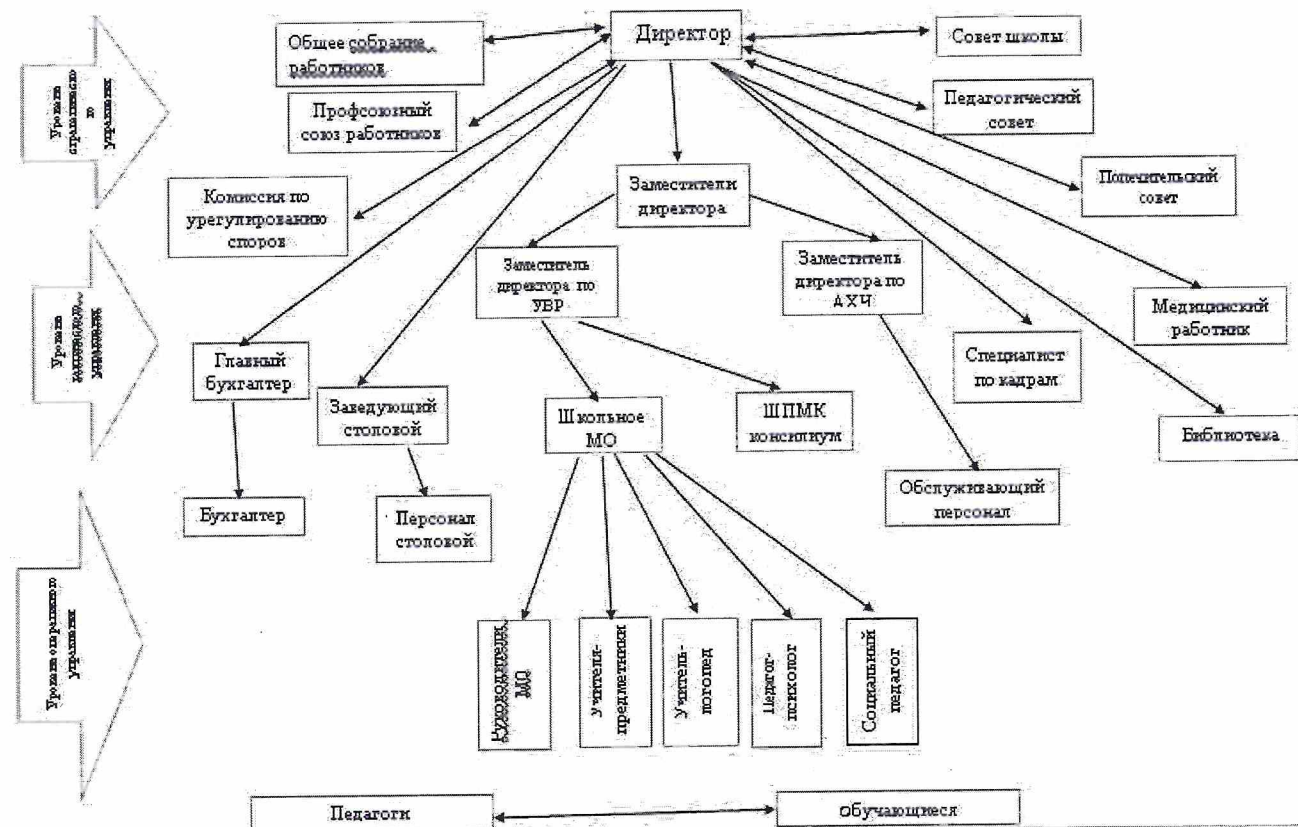 Директор
Общее собрание
работников
Совет школы
Профсоюзный
союз работников
Педагогический
совет
Комиссия по
урегулированию
споров
Заместители
директора
Попечительский
совет
Заместитель
директора по
УВР
Заместитель
директора по
АХЧ
Медицинский
работник
Главный
бухгалтер
Специалист
по кадрам
Заведующий
столовой
Школьное
МО
ШПМК
консилиум
Библиотека
Бухгалтер
Персонал
столовой
Обслуживающий
персонал
Руководители
МО
Учителя-
предметники
Учитель-
логопед
Педагог-
психолог
Социальный
педагог
Педагоги
обучающиеся
управления
управления
управления